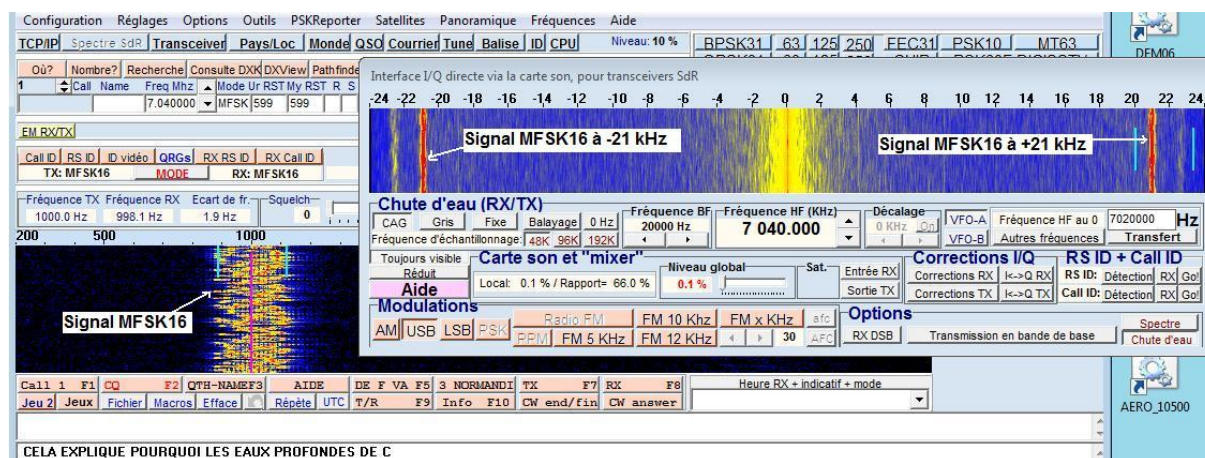 Configuration Réglages Options Outils PSKReporter Satellites Panoramique Fréquences Aide
TCP/IP Spectre SdR Transceiver Pays/Loc Monde QSO Courrier Tune Balise ID CPU Niveau: 10 % BPSK31 63 125 250 FEC31 PSK10 MT63
DEM06
Où? Nombre? Recherche Consulte DXK DXView Pathfinde
1 Call Name Freq Mhz Mode Ur RST My RST R S
7.040000 MFSK 599 599
EM RX/TX
Call ID RS ID ID vidéo QRGs RX RS ID RX Call ID
TX: MFSK16 MODE RX: MFSK16
Fréquence TX Fréquence RX Ecart de fr. Squelch
1000.0 Hz 998.1 Hz 1.9 Hz 0
200 500 1000
Signal MFSK16
Interface I/Q directe via la carte son, pour transceivers SdR
-24 -22 -20 -18 -16 -14 -12 -10 -8 -6 -4 -2 0 2 4 6 8 10 12 14 16 18 20 22 24
Signal MFSK16 à -21 kHz
Signal MFSK16 à +21 kHz
Chute d'eau (RX/TX) Fréquence BF Fréquence HF (KHz) Décalage
CAG Gris Fixe Balayage 0 Hz 20000 Hz 7 040.000 0 KHz On VFO-A Fréquence HF au 0 7020000 Hz
Fréquence d'échantillonnage: 48K 96K 192K VFO-B Autres fréquences Transfert
Toujours visible Carte son et "mixer" Corrections I/Q RS ID + Call ID
Réduit Niveau global Sat. Entrée RX Corrections RX I<->Q RX RS ID: Détection RX Go!
Aide Local: 0.1 % / Rapport= 66.0 % 0.1 % Sortie TX Corrections TX I<->Q TX Call ID: Détection RX Go!
Modulations Options
AM USB LSB PSK Radio FM FM 10 Khz FM x KHz afc RX DSB Transmission en bande de base Spectre
PPM FM 5 KHz FM 12 KHz 30 AFC Chute d'eau
Call 1 F1 CQ F2 QTH-NAMEF3 AIDE DE F VA F5 3 NORMANDI TX F7 RX F8 Heure RX + indicatif + mode
Jeu 2 Jeux Fichier Macros Efface Répète UTC T/R F9 Info F10 CW end/fin CW answer
AERO_10500
CELA EXPLIQUE POURQUOI LES EAUX PROFONDES DE C